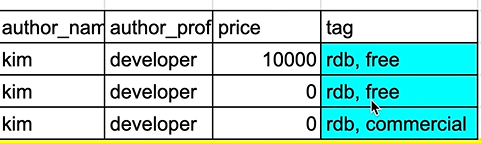 author_nam author_prof price tag
kim developer 10000 rdb, free
kim developer 0 rdb, free
kim developer 0 rdb, commercial